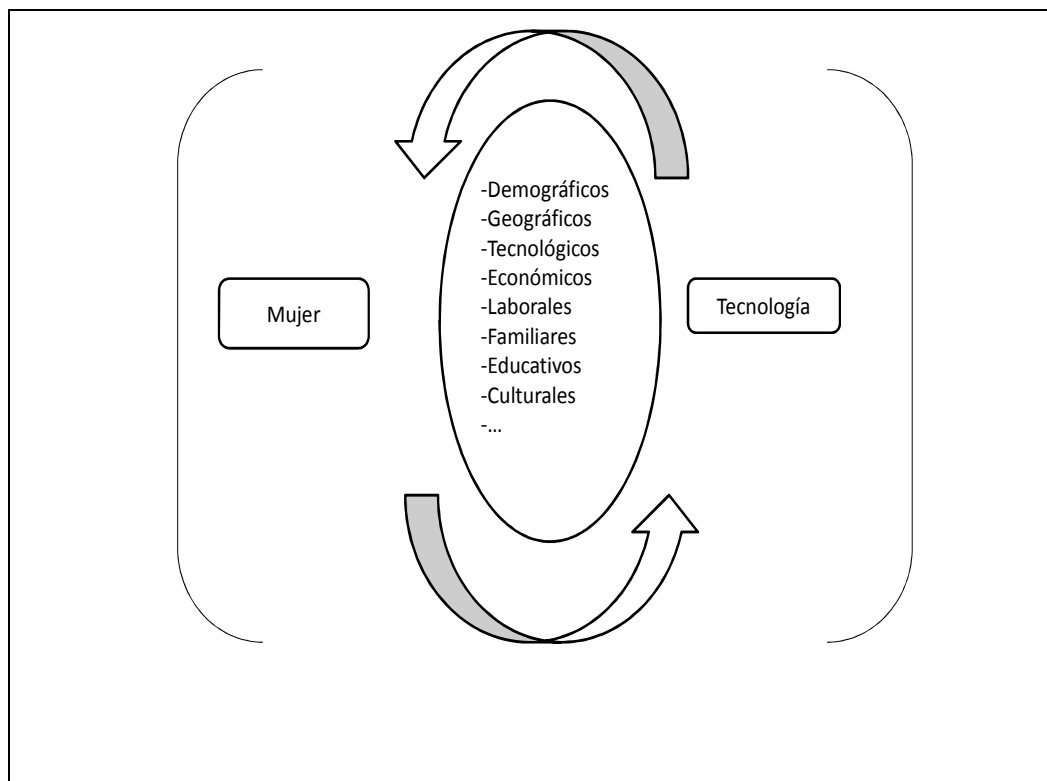 Mujer
-Demográficos
-Geográficos
-Tecnológicos
-Económicos
-Laborales
-Familiares
-Educativos
-Culturales
-...
Tecnología